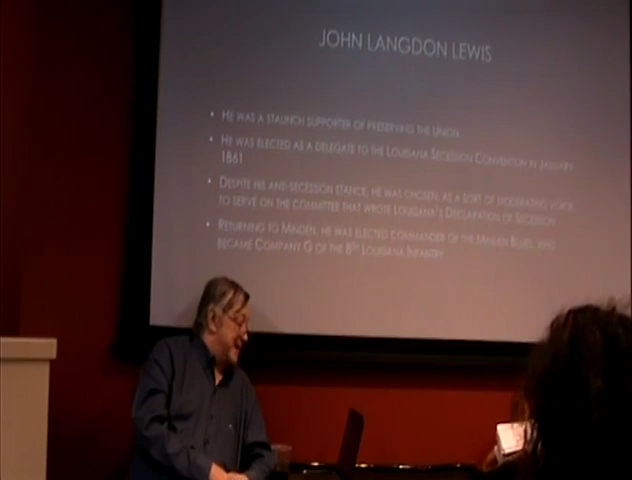 JOHN LANGDON LEWIS
• HE WAS A STAUNCH SUPPORTER OF PRESERVING THE UNION.
• HE WAS ELECTED AS A DELEGATE TO THE LOUISIANA SECESSION CONVENTION IN JANUARY
1861
• DESPITE HIS ANTI-SECESSION STANCE, HE WAS CHOSEN, AS A SORT OF MODERATING VOICE,
TO SERVE ON THE COMMITTEE THAT WROTE LOUISIANA'S DECLARATION OF SECESSION
• RETURNING TO MINDEN, HE WAS ELECTED COMMANDER OF THE MINDEN BLUES, WHO
BECAME COMPANY G OF THE 8TH LOUISIANA INFANTRY